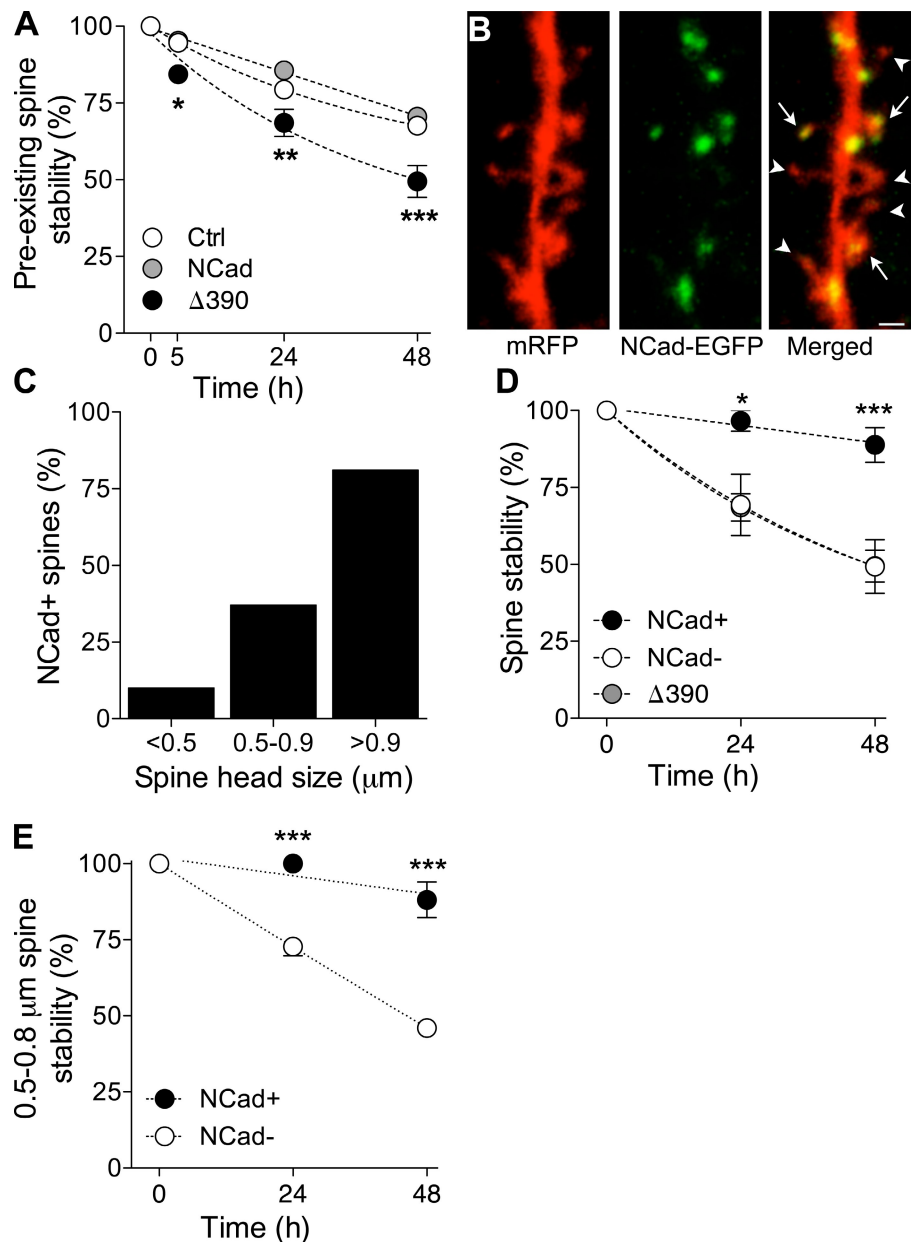 A
Pre-existing spine
stability (%)
100
75
50
25
0
*
**
***
Ctrl
NCad
Δ390
0 5 24 48
Time (h)
B
mRFP NCad-EGFP Merged
C
NCad+ spines (%)
100
75
50
25
0
<0.5 0.5-0.9 >0.9
Spine head size (μm)
D
Spine stability (%)
100
75
50
25
0
* ***
NCad+
NCad-
Δ390
0 24 48
Time (h)
E
0.5-0.8 μm spine
stability (%)
100
75
50
25
0
*** ***
NCad+
NCad-
0 24 48
Time (h)